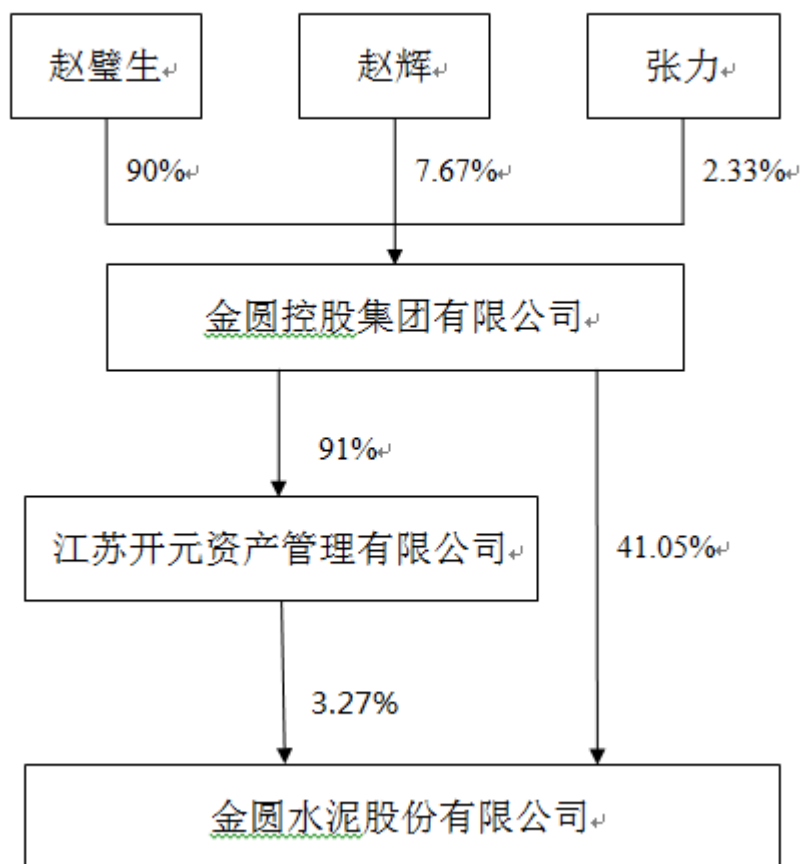 赵璧生
赵辉
张力
90%
7.67%
2.33%
金圆控股集团有限公司
91%
江苏开元资产管理有限公司
41.05%
3.27%
金圆水泥股份有限公司